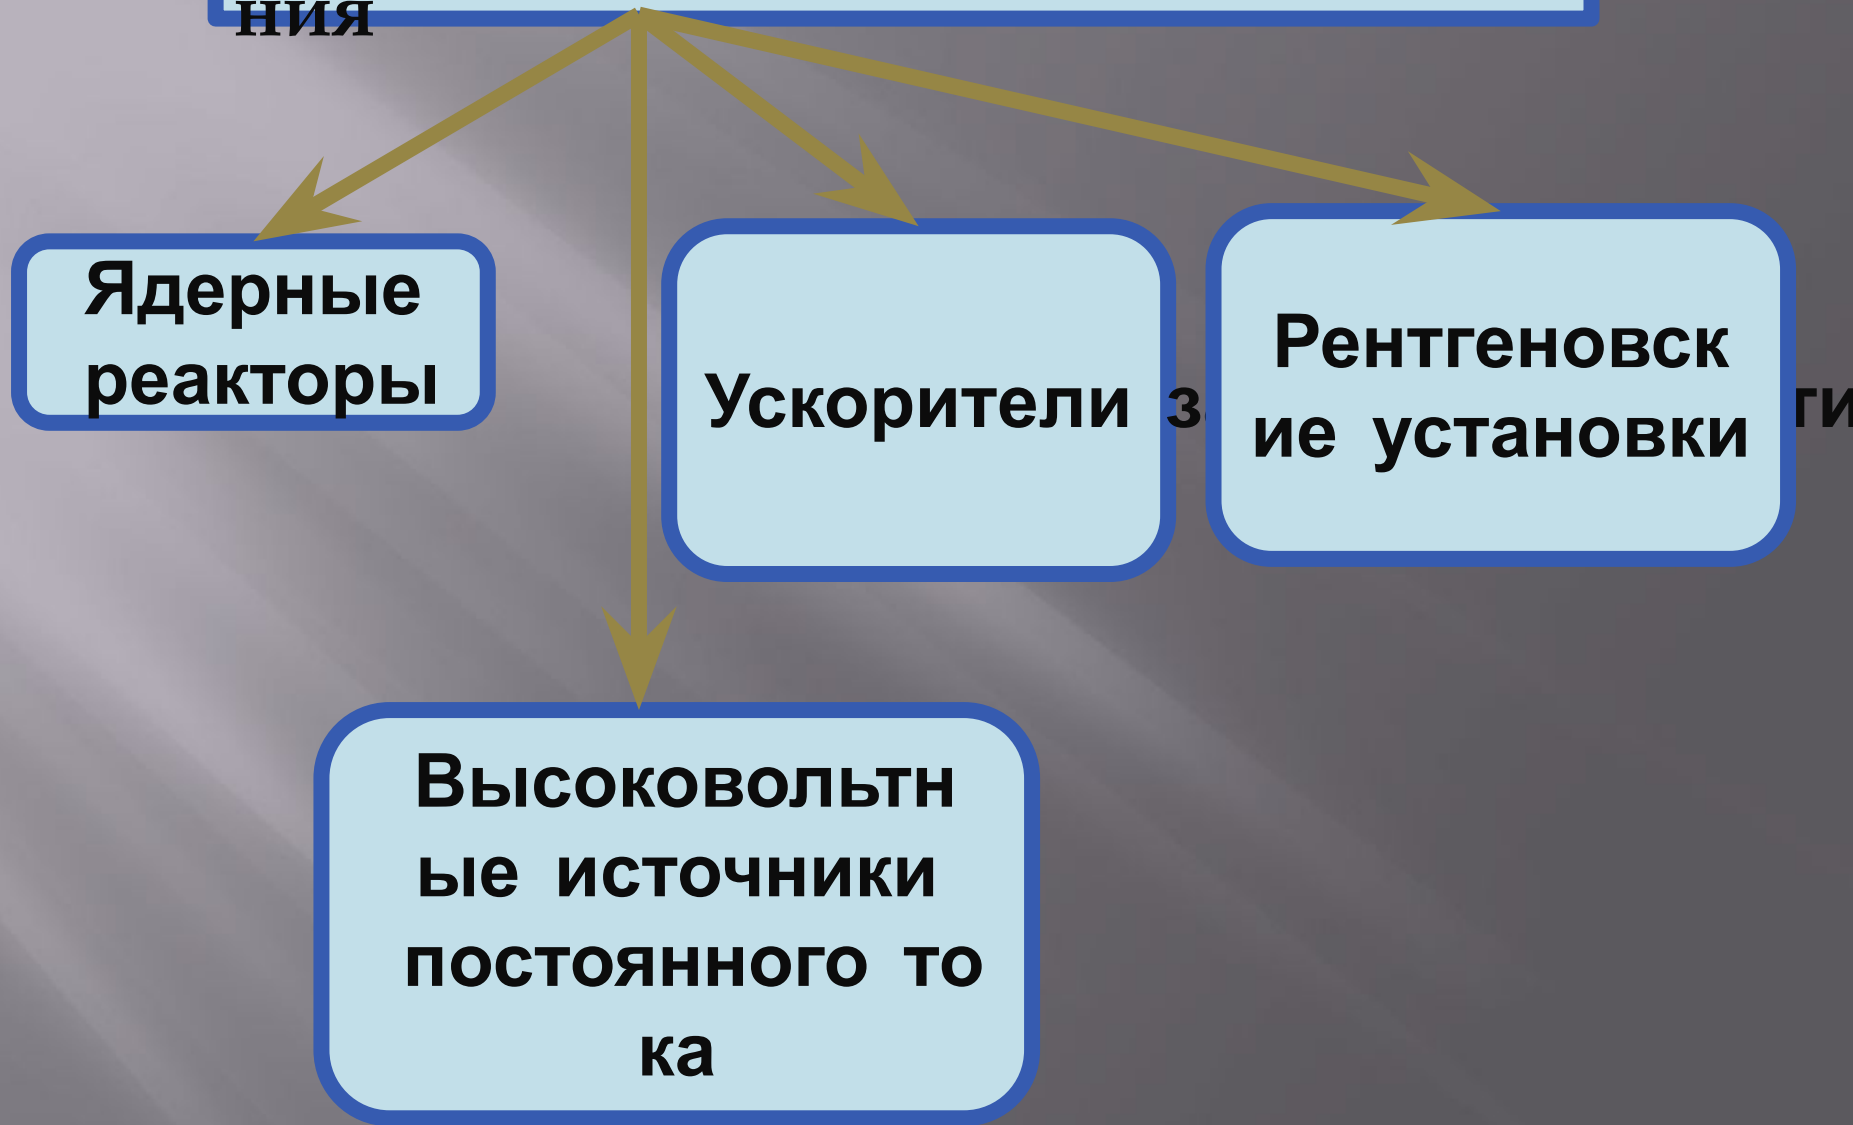 ния
Ядерные
реакторы
Ускорители
Рентгеновск
ие установки
Высоковольтн
ые источники
постоянного то
ка